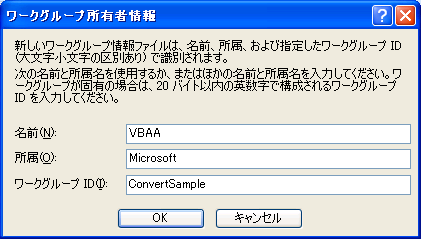 ワークグループ所有者情報
新しいワークグループ情報ファイルは、名前、所属、および指定したワークグループ ID
(大文字小文字の区別あり) で識別されます。
次の名前と所属名を使用するか、またはほかの名前と所属名を入力してください。ワ
ークグループが固有の場合は、20 バイト以内の英数字で構成されるワークグループ
ID を入力してください。
名前(N): VBAA
所属(O): Microsoft
ワークグループ ID(I): ConvertSample
OK キャンセル